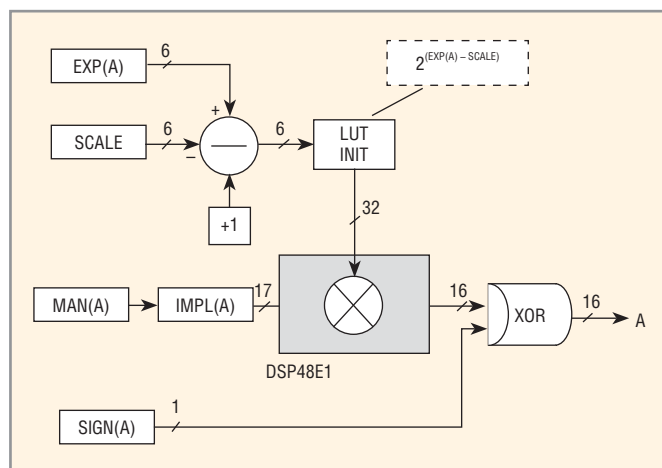 EXP(A)
6
2^(EXP(A) – SCALE)
+
SCALE
6
–
6
LUT
INIT
+1
32
MAN(A)
IMPL(A)
17
16
XOR
16
A
DSP48E1
SIGN(A)
1